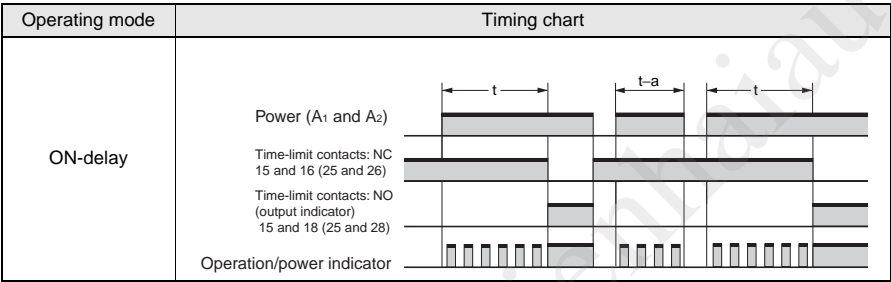 Operating mode
Timing chart
ON-delay
t
t–a
t
Power (A1 and A2)
Time-limit contacts: NC
15 and 16 (25 and 26)
Time-limit contacts: NO
(output indicator)
15 and 18 (25 and 28)
Operation/power indicator